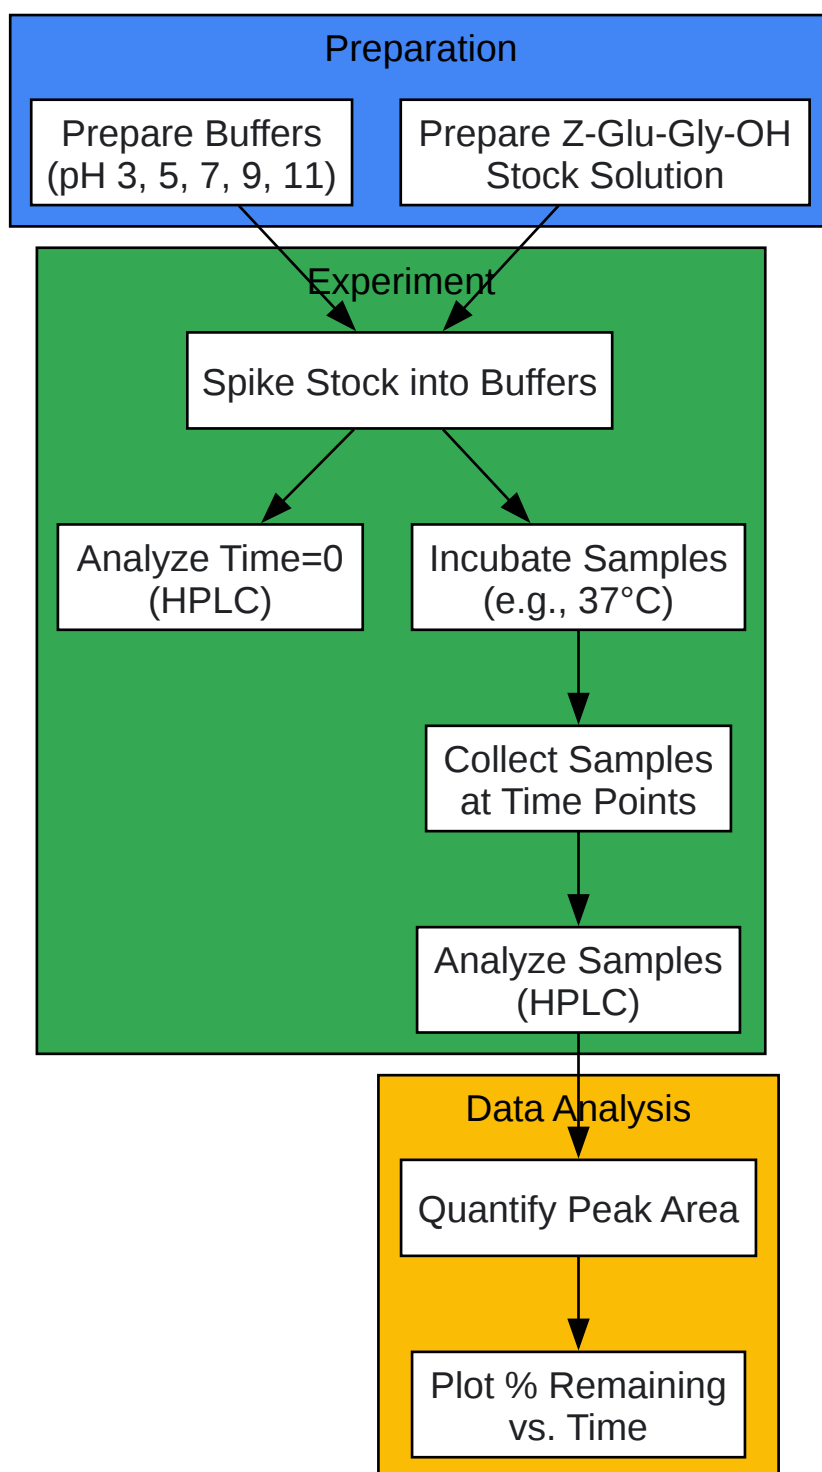 Preparation
Prepare Buffers
(pH 3, 5, 7, 9, 11)
Prepare Z-Glu-Gly-OH
Stock Solution
Experiment
Spike Stock into Buffers
Analyze Time=0
(HPLC)
Incubate Samples
(e.g., 37°C)
Collect Samples
at Time Points
Analyze Samples
(HPLC)
Data Analysis
Quantify Peak Area
Plot % Remaining
vs. Time